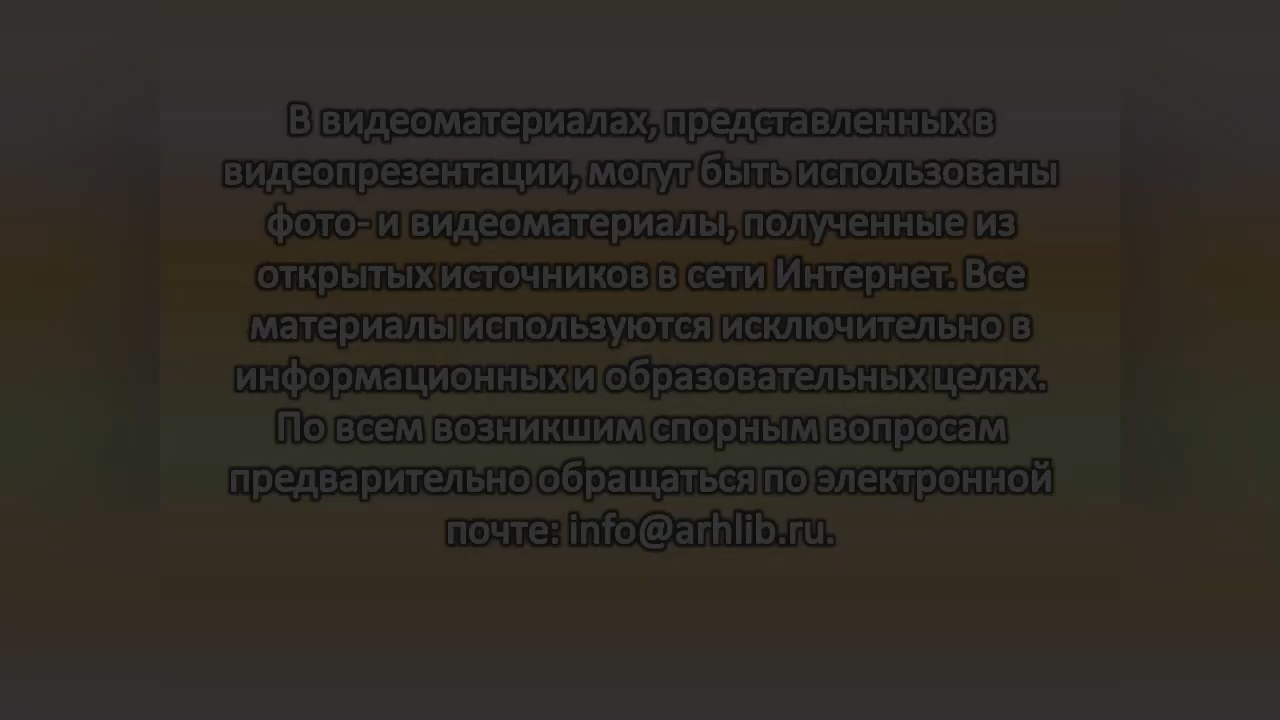 В видеоматериалах, представленных в
видеопрезентации, могут быть использованы
фото- и видеоматериалы, полученные из
открытых источников в сети Интернет. Все
материалы используются исключительно в
информационных и образовательных целях.
По всем возникшим спорным вопросам
предварительно обращаться по электронной
почте: info@arhlib.ru.